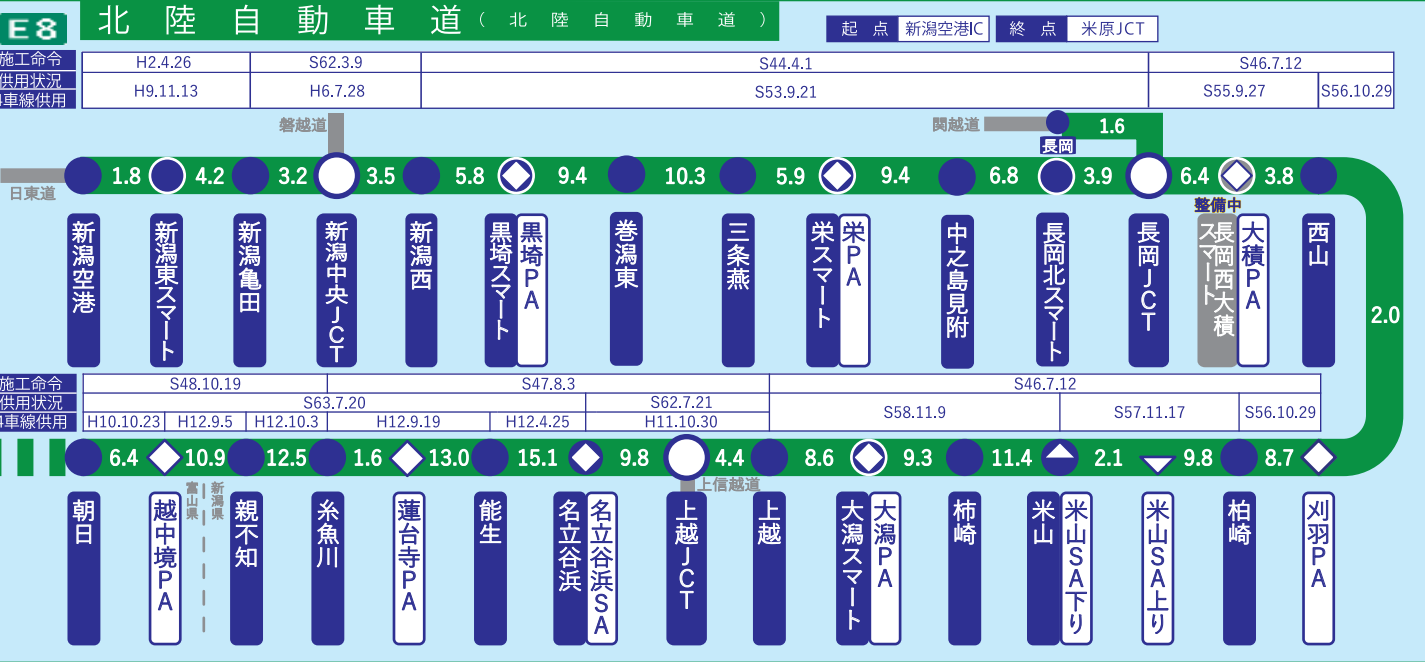 E8
北陸自動車道（北陸自動車道）
起点 新潟空港IC 終点 米原JCT
施工命令 H2.4.26 S62.3.9 S44.4.1 S46.7.12
供用状況 H9.11.13 H6.7.28 S53.9.21 S55.9.27 S56.10.29
4車線供用
磐越道
関越道 1.6
長岡
日東道
1.8 4.2 3.2 3.5 5.8 9.4 10.3 5.9 9.4 6.8 3.9 6.4 3.8
整備中
新潟空港
新潟東スマート
新潟亀田
新潟中央JCT
新潟西
黒埼スマート
黒埼PA
巻潟東
三条燕
栄スマート
栄PA
中之島見附
長岡北スマート
長岡JCT
長岡西大積スマート
大積PA
西山
2.0
施工命令 S48.10.19 S47.8.3 S46.7.12
供用状況 S63.7.20 S62.7.21 S58.11.9 S57.11.17 S56.10.29
4車線供用 H10.10.23 H12.9.5 H12.10.3 H12.9.19 H12.4.25 H11.10.30
6.4 10.9 12.5 1.6 13.0 15.1 9.8 4.4 8.6 9.3 11.4 2.1 9.8 8.7
上信越道
富山県
新潟県
朝日
越中境PA
親不知
糸魚川
蓮台寺PA
能生
名立谷浜
名立谷浜SA
上越JCT
上越
大潟スマート
大潟PA
柿崎
米山
米山SA下り
米山SA上り
柏崎
刈羽PA